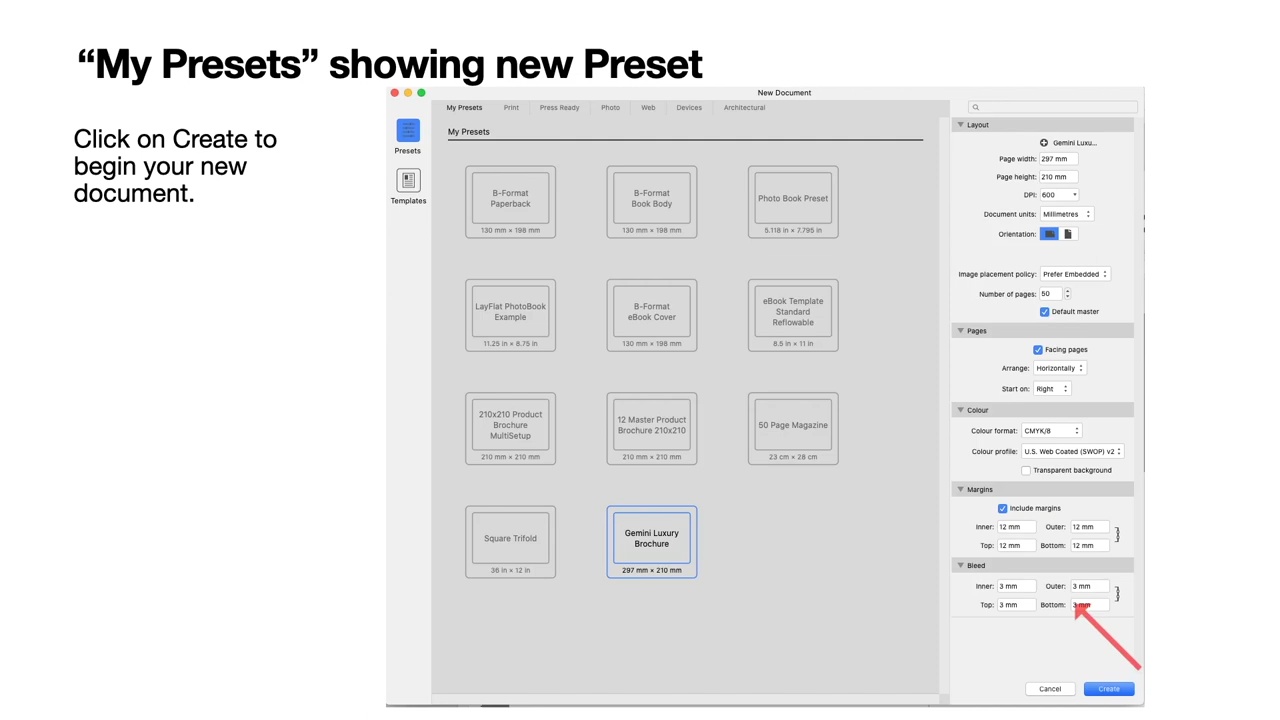 “My Presets” showing new Preset
Click on Create to
begin your new
document.
New Document
My Presets
Print
Press Ready
Photo
Web
Devices
Architectural
Presets
Templates
My Presets
B-Format
Paperback
130 mm × 198 mm
B-Format
Book Body
130 mm × 198 mm
Photo Book Preset
5.118 in × 7.795 in
LayFlat PhotoBook
Example
11.25 in × 8.75 in
B-Format
eBook Cover
130 mm × 198 mm
eBook Template
Standard
Reflowable
8.5 in × 11 in
210x210 Product
Brochure
MultiSetup
210 mm × 210 mm
12 Master Product
Brochure 210x210
210 mm × 210 mm
50 Page Magazine
23 cm × 28 cm
Square Trifold
36 in × 12 in
Gemini Luxury
Brochure
297 mm × 210 mm
Layout
Gemini Luxu...
Page width: 297 mm
Page height: 210 mm
DPI: 600
Document units: Millimetres
Orientation:
Image placement policy: Prefer Embedded
Number of pages: 50
Default master
Pages
Facing pages
Arrange: Horizontally
Start on: Right
Colour
Colour format: CMYK/8
Colour profile: U.S. Web Coated (SWOP) v2
Transparent background
Margins
Include margins
Inner: 12 mm Outer: 12 mm
Top: 12 mm Bottom: 12 mm
Bleed
Inner: 3 mm Outer: 3 mm
Top: 3 mm Bottom: 3 mm
Cancel
Create